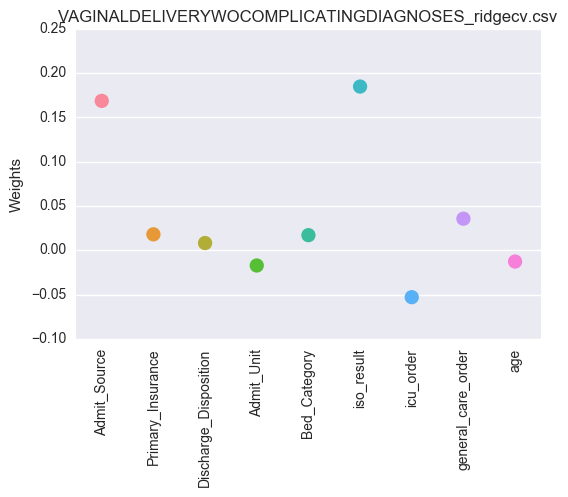 VAGINALDELIVERYWOCOMPLICATINGDIAGNOSES_ridgecv.csv
0.25
0.20
0.15
0.10
0.05
0.00
−0.05
−0.10
Weights
Admit_Source
Primary_Insurance
Discharge_Disposition
Admit_Unit
Bed_Category
iso_result
icu_order
general_care_order
age